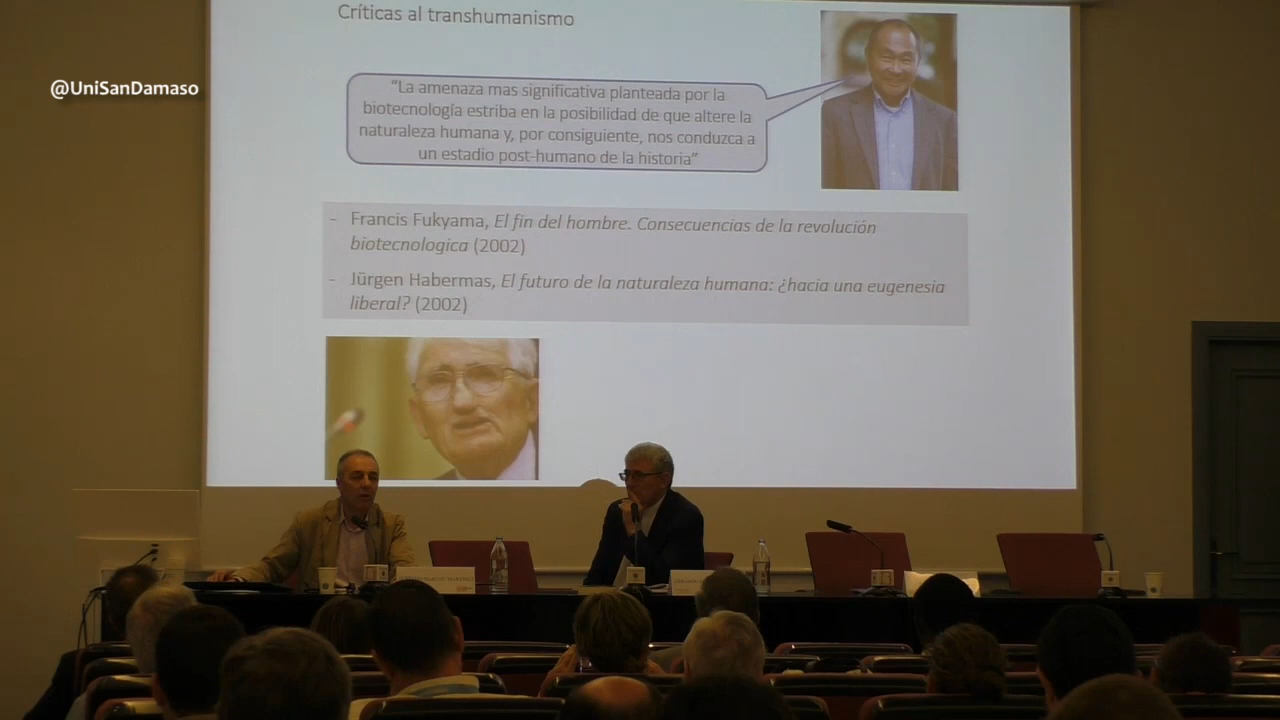 Críticas al transhumanismo
@UniSanDamaso
“La amenaza mas significativa planteada por la
biotecnología estriba en la posibilidad de que altere la
naturaleza humana y, por consiguiente, nos conduzca a
un estadio post-humano de la historia”
- Francis Fukyama, El fin del hombre. Consecuencias de la revolución
biotecnologica (2002)
- Jürgen Habermas, El futuro de la naturaleza humana: ¿hacia una eugenesia
liberal? (2002)